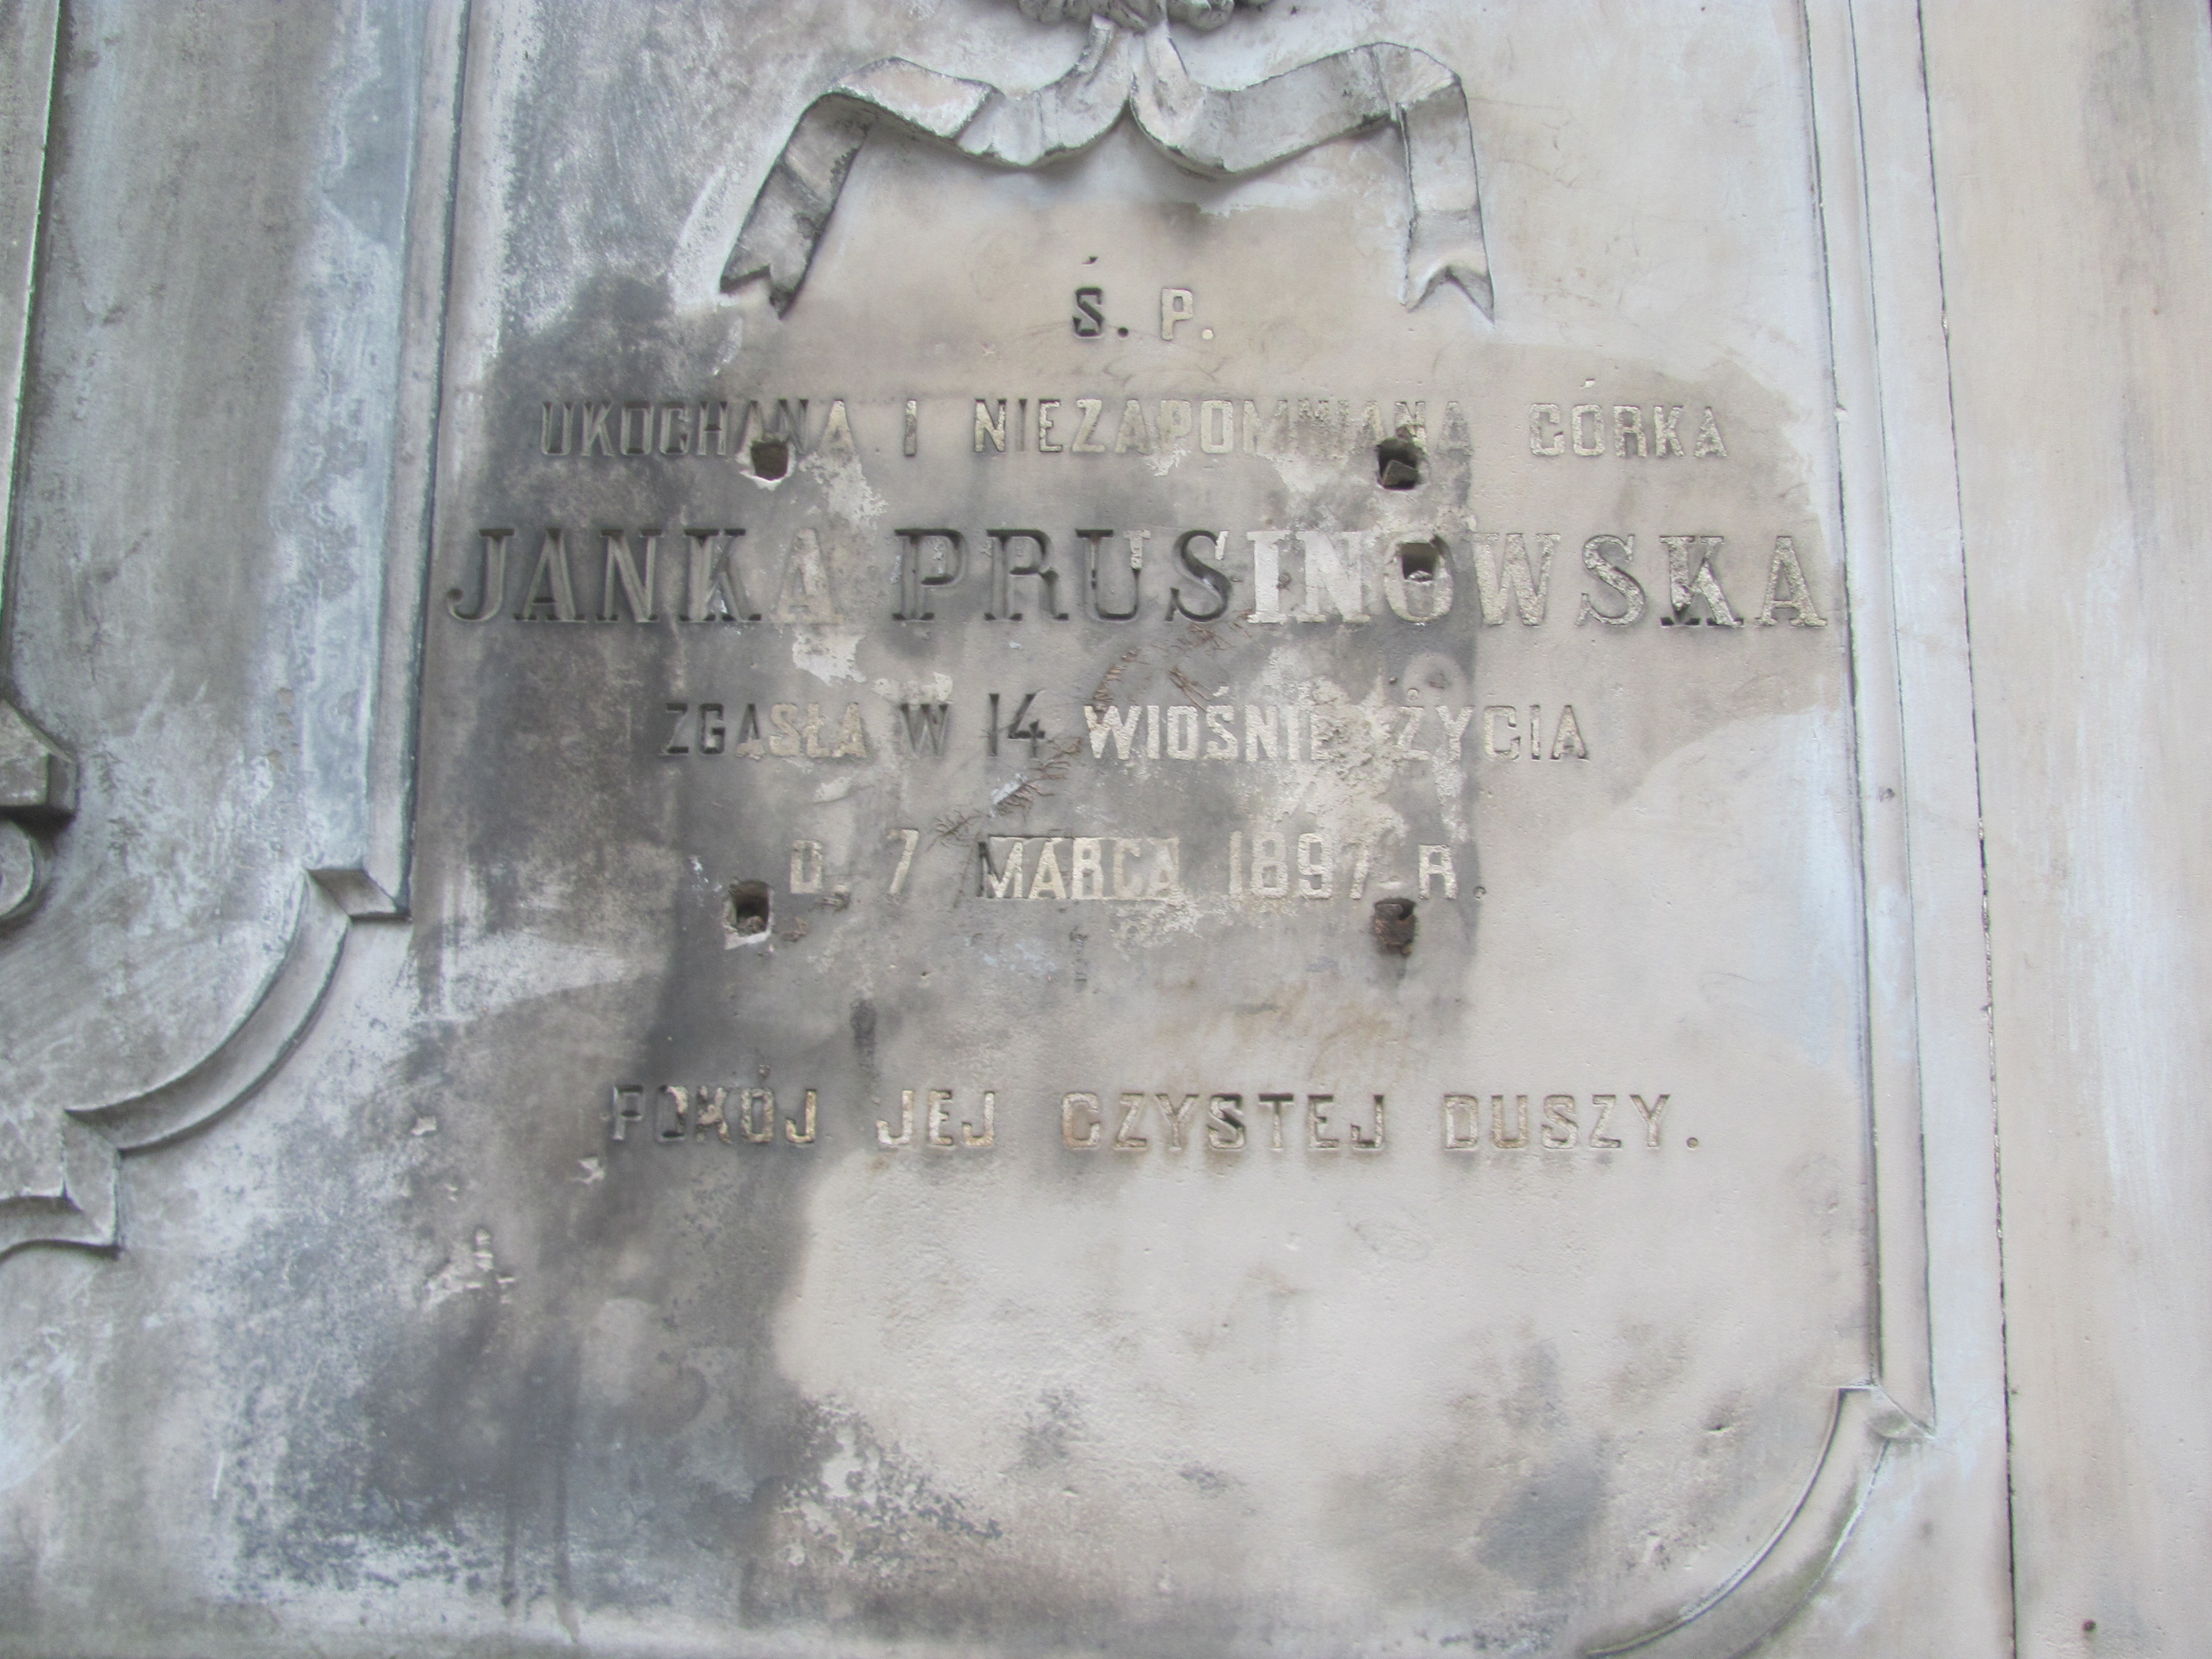 Ś. P.
UKOCHANA I NIEZAPOMNIANA CÓRKA
JANKA PRUSINOWSKA
ZGASŁA W 14 WIOŚNIE ŻYCIA
D. 7 MARCA 1897 R.
POKÓJ JEJ CZYSTEJ DUSZY.